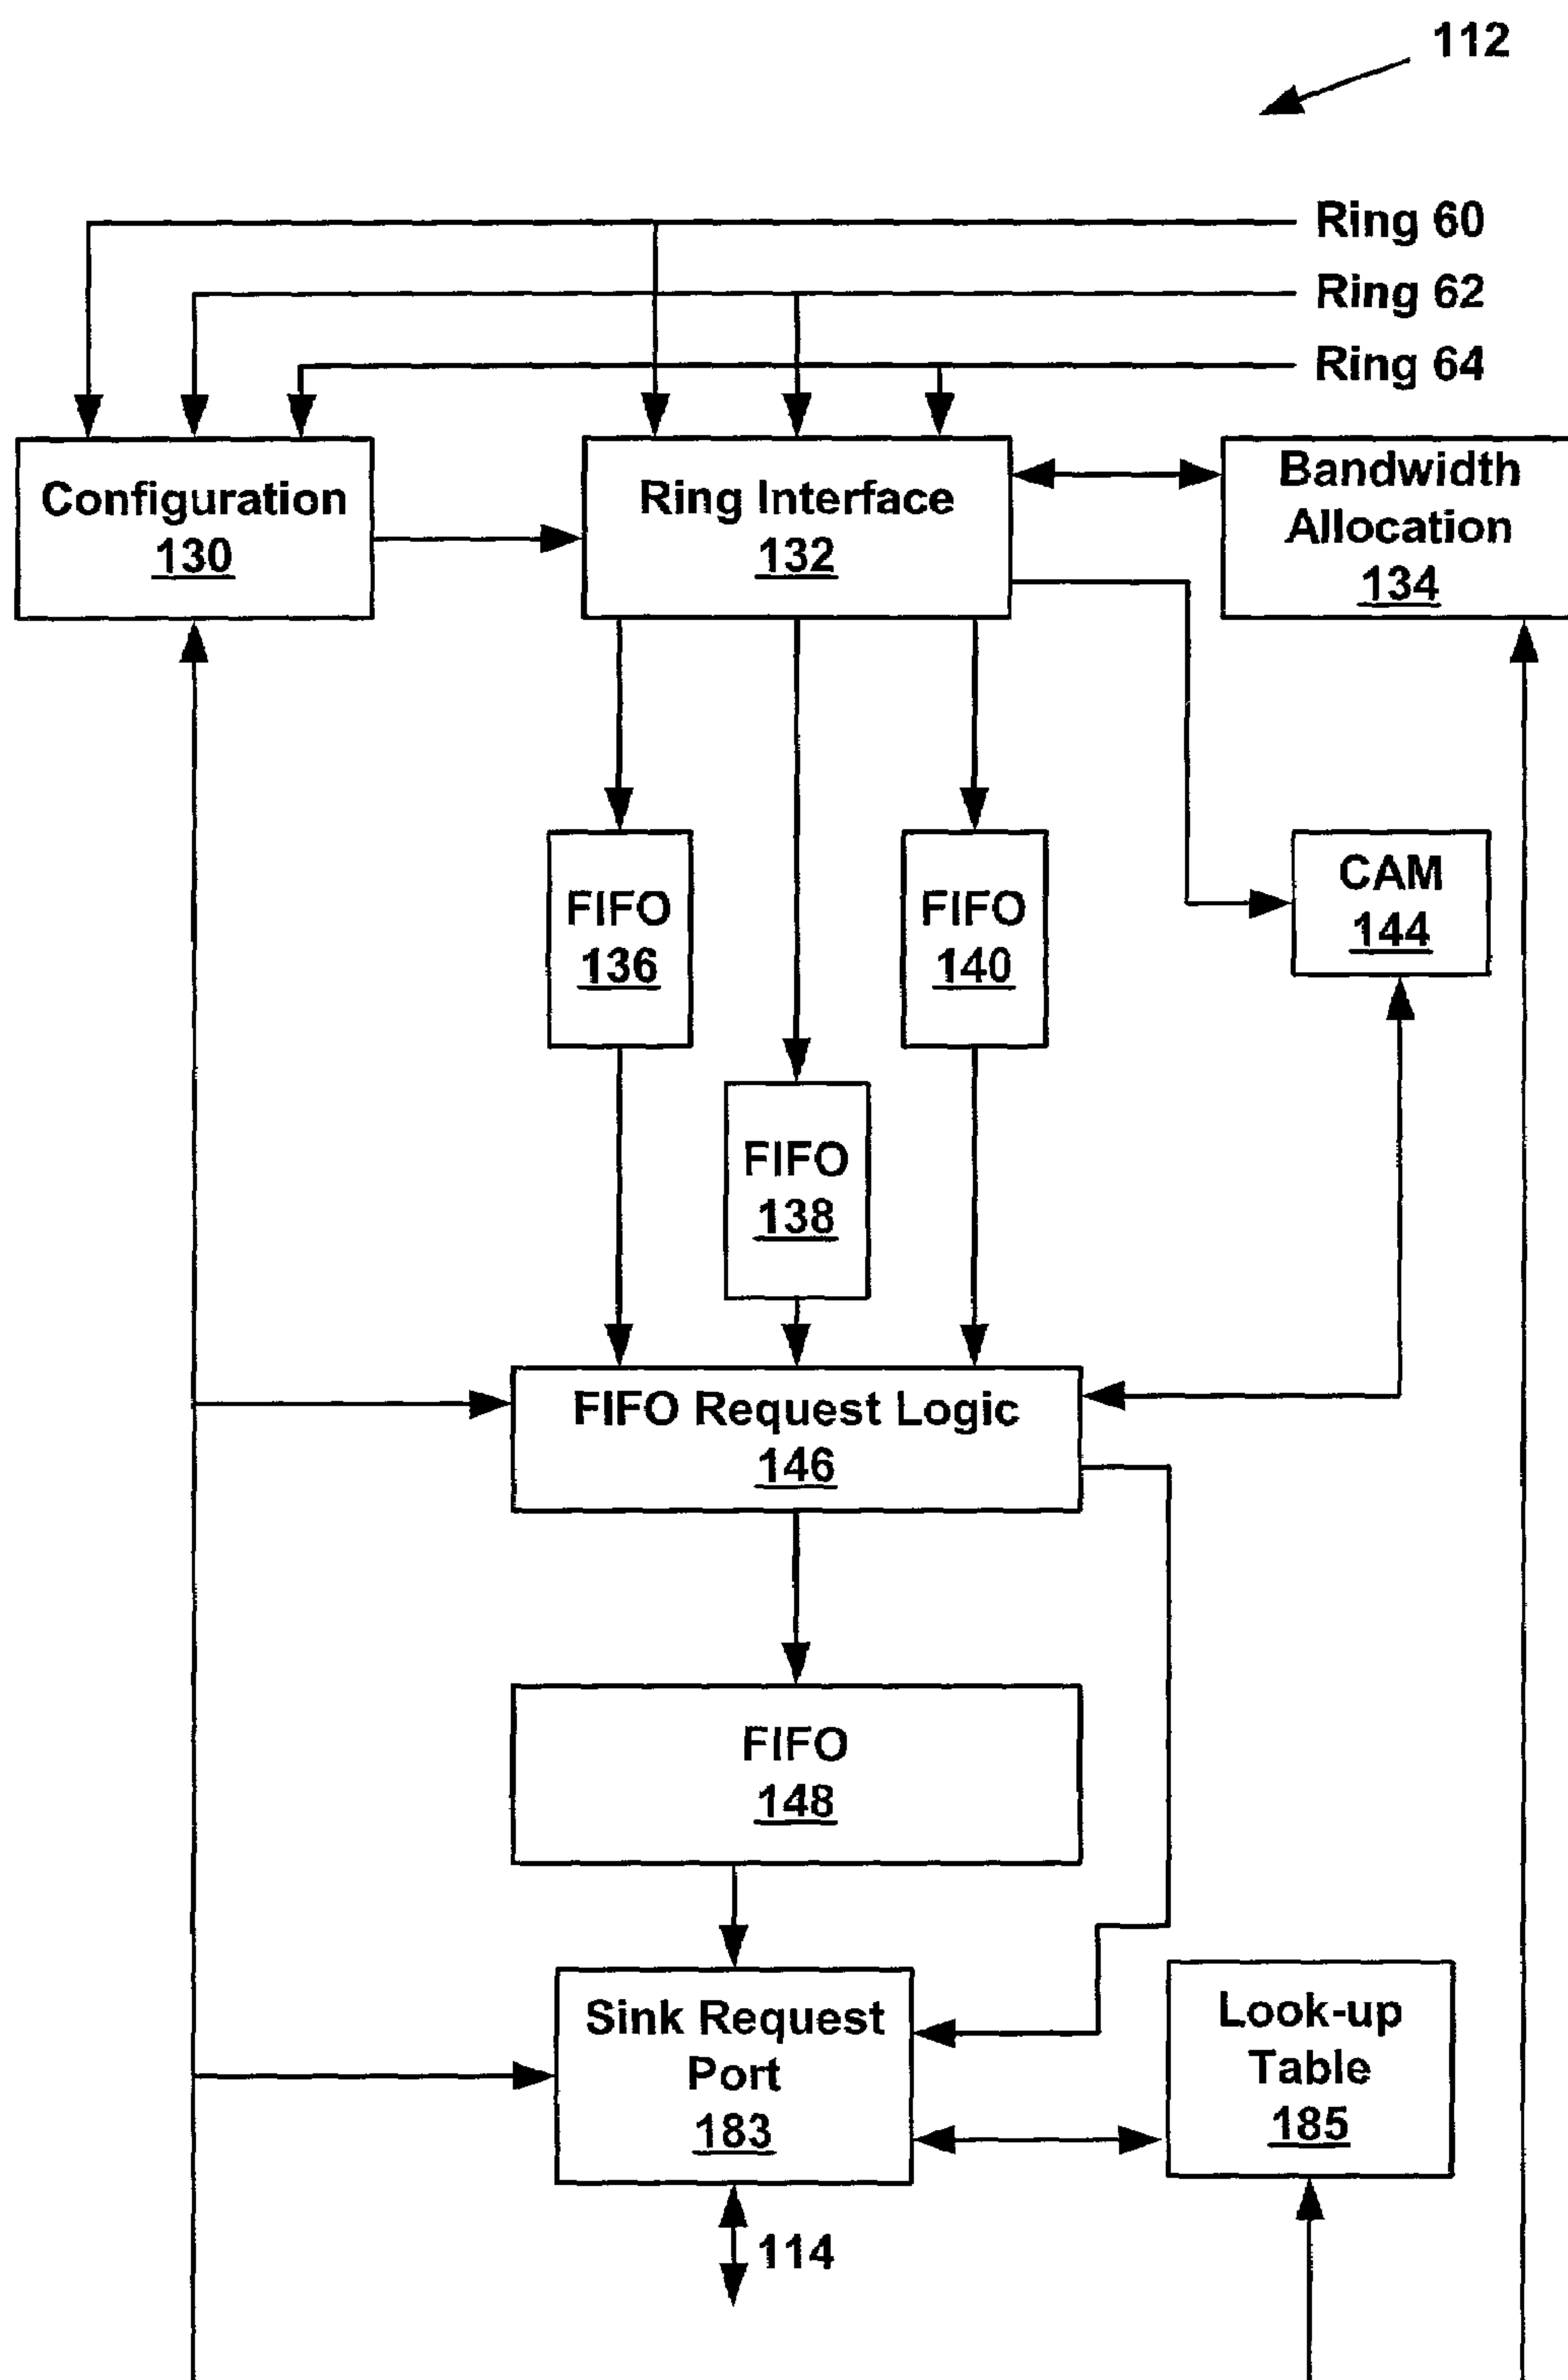 112
Ring 60
Ring 62
Ring 64
Configuration
130
Ring Interface
132
Bandwidth
Allocation
134
FIFO
136
FIFO
140
CAM
144
FIFO
138
FIFO Request Logic
146
FIFO
148
Sink Request
Port
183
Look-up
Table
185
114